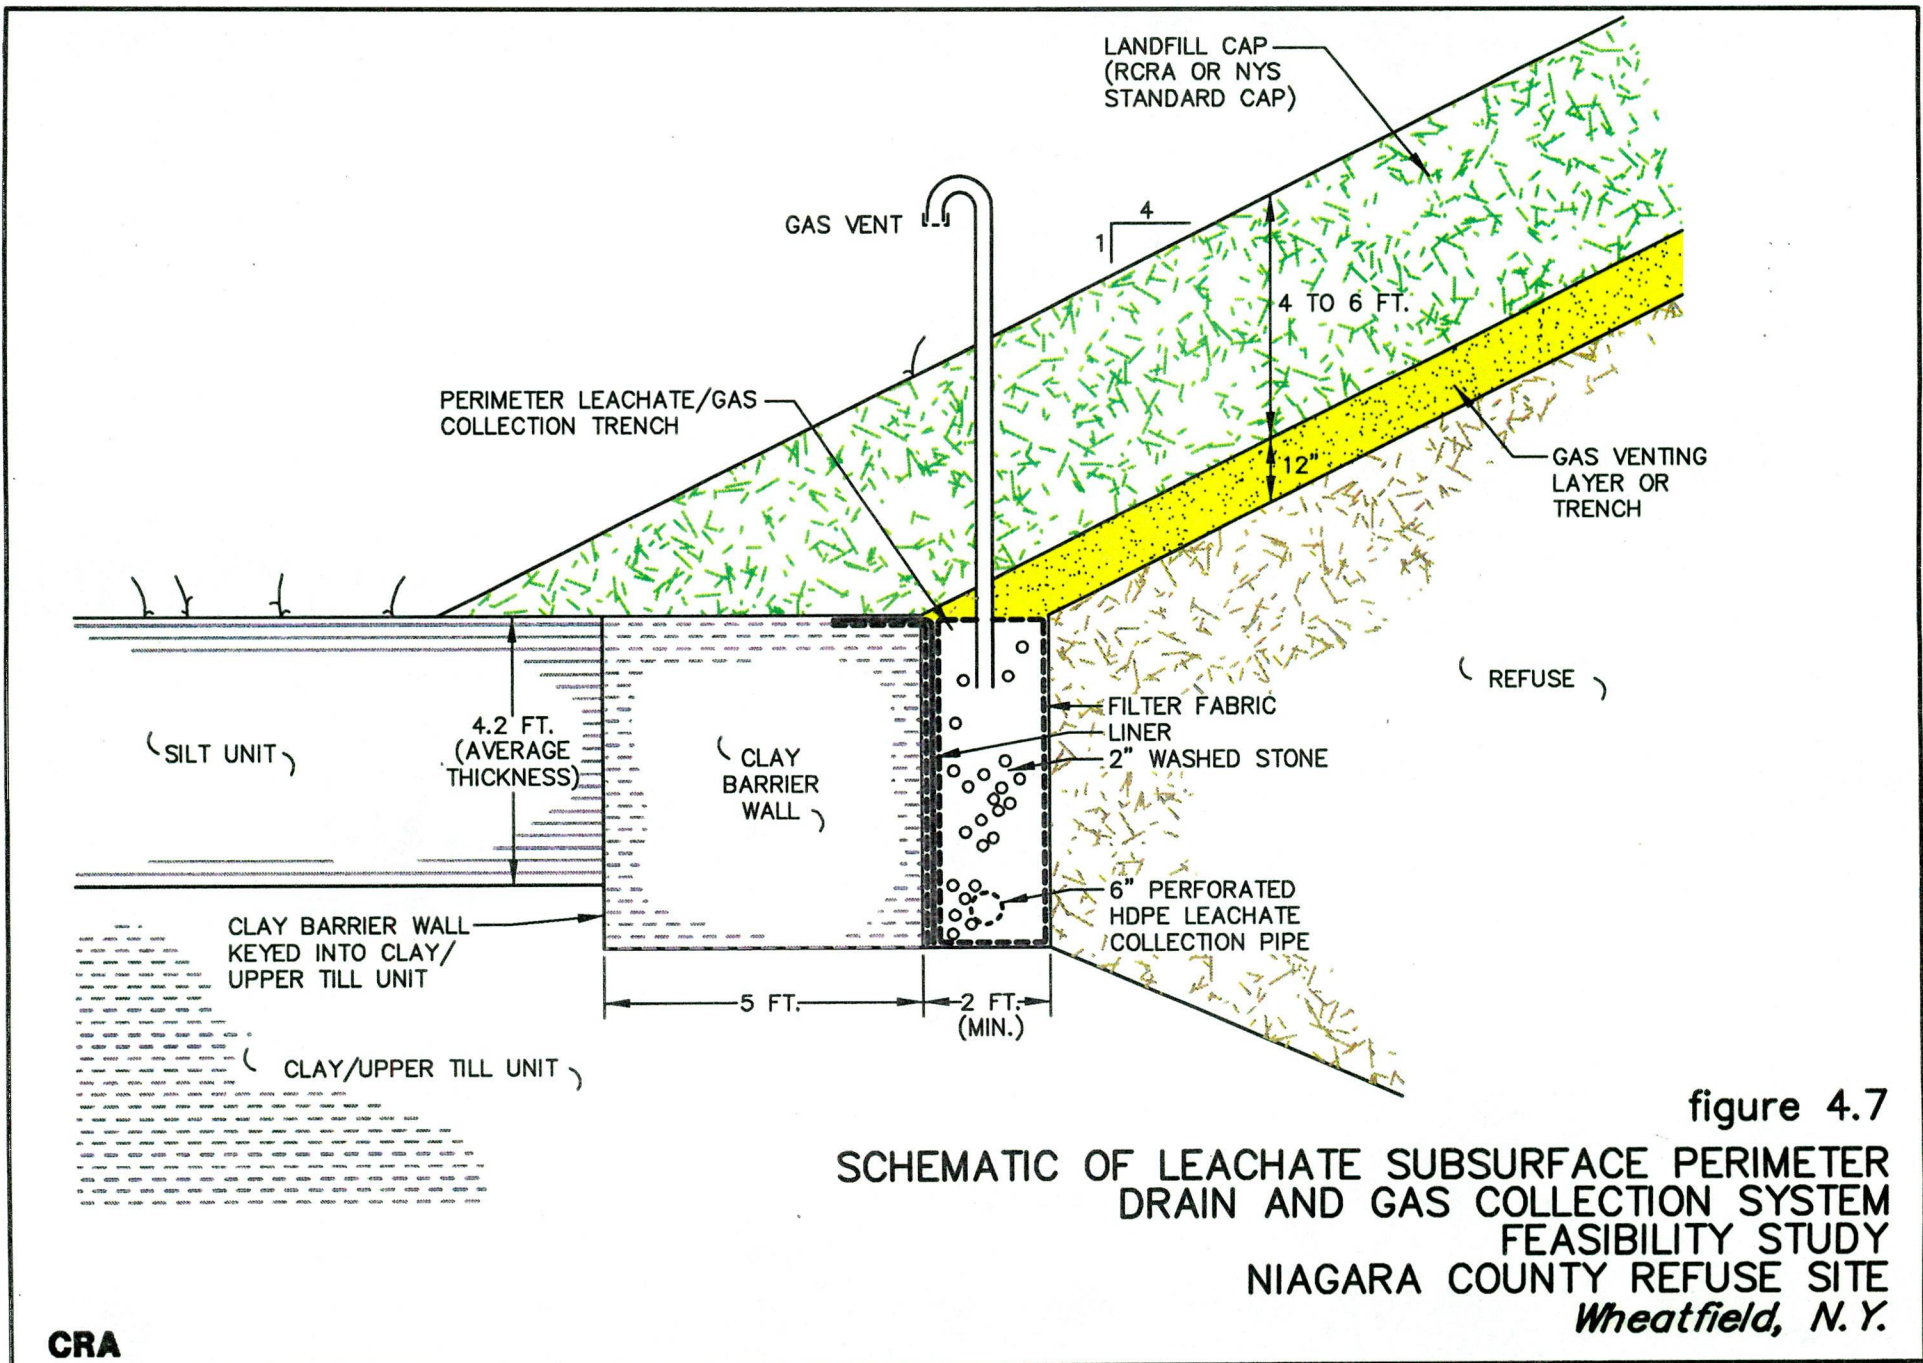 LANDFILL CAP
(RCRA OR NYS
STANDARD CAP)
GAS VENT
4
1
4 TO 6 FT.
PERIMETER LEACHATE/GAS
COLLECTION TRENCH
12"
GAS VENTING
LAYER OR
TRENCH
REFUSE
SILT UNIT
4.2 FT.
(AVERAGE
THICKNESS)
CLAY
BARRIER
WALL
FILTER FABRIC
LINER
2" WASHED STONE
6" PERFORATED
HDPE LEACHATE
COLLECTION PIPE
CLAY BARRIER WALL
KEYED INTO CLAY/
UPPER TILL UNIT
5 FT.
2 FT.
(MIN.)
CLAY/UPPER TILL UNIT
figure 4.7
SCHEMATIC OF LEACHATE SUBSURFACE PERIMETER
DRAIN AND GAS COLLECTION SYSTEM
FEASIBILITY STUDY
NIAGARA COUNTY REFUSE SITE
Wheatfield, N.Y.
CRA